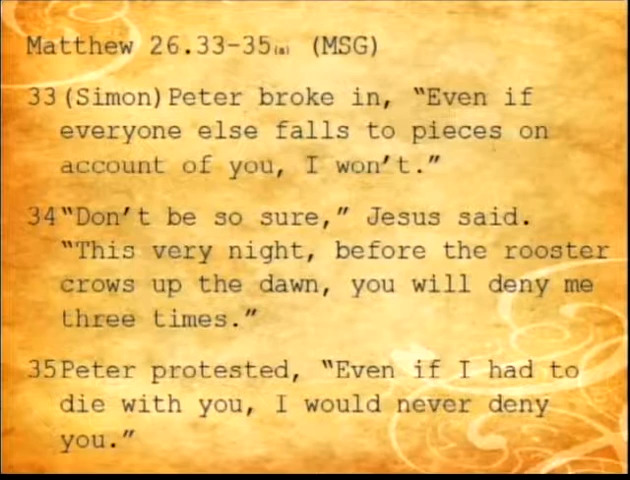 Matthew 26.33-35(a) (MSG)
33(Simon)Peter broke in, “Even if
everyone else falls to pieces on
account of you, I won’t.”
34“Don’t be so sure,” Jesus said.
“This very night, before the rooster
crows up the dawn, you will deny me
three times.”
35Peter protested, “Even if I had to
die with you, I would never deny
you.”